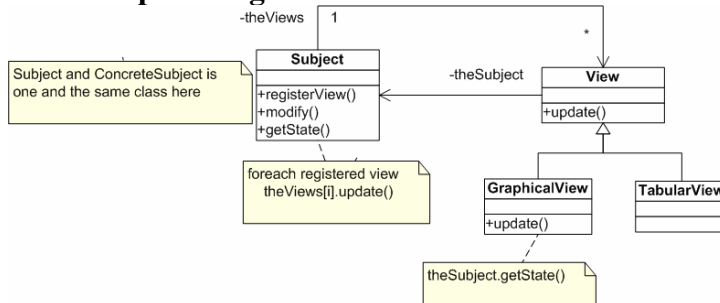 -theViews
1
*
Subject
+registerView()
+modify()
+getState()
Subject and ConcreteSubject is
one and the same class here
-theSubject
View
+update()
foreach registered view
theViews[i].update()
GraphicalView
+update()
TabularView
theSubject.getState()